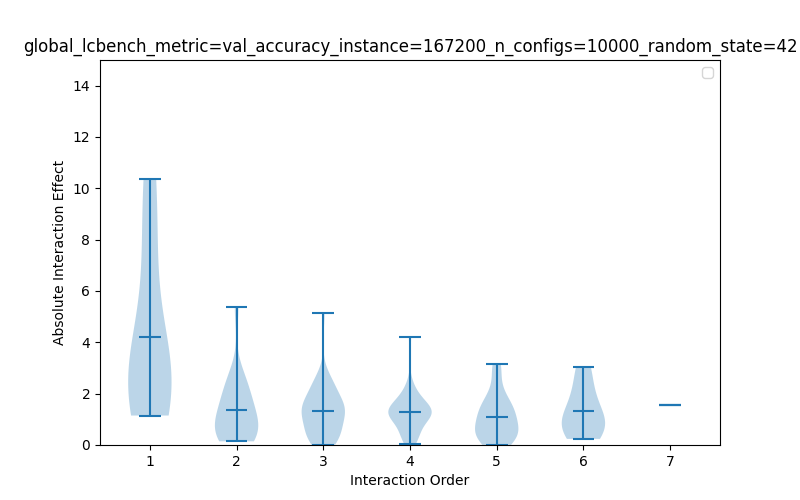 global_lcbench_metric=val_accuracy_instance=167200_n_configs=10000_random_state=42
14
12
10
8
6
4
2
0
Absolute Interaction Effect
1 2 3 4 5 6 7
Interaction Order